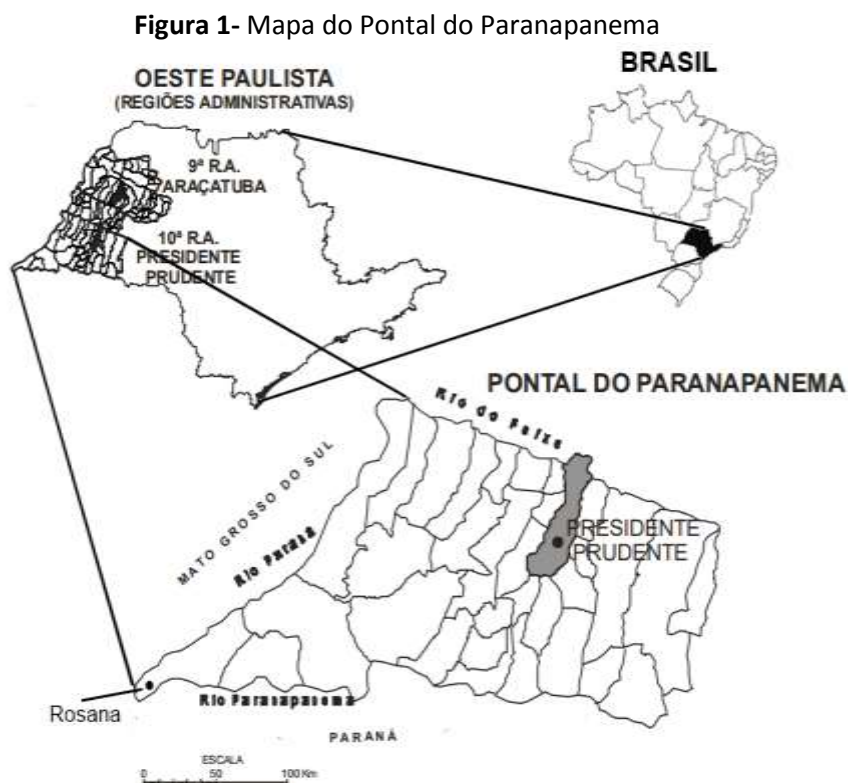 Figura 1- Mapa do Pontal do Paranapanema
BRASIL
OESTE PAULISTA
(REGIÕES ADMINISTRATIVAS)
9ª R.A.
ARAÇATUBA
10ª R.A.
PRESIDENTE
PRUDENTE
PONTAL DO PARANAPANEMA
Rio do Peixe
MATO GROSSO DO SUL
Rio Paraná
PRESIDENTE
PRUDENTE
Rosana
Rio Paranapanema
PARANÁ
ESCALA
0 50 100 Km